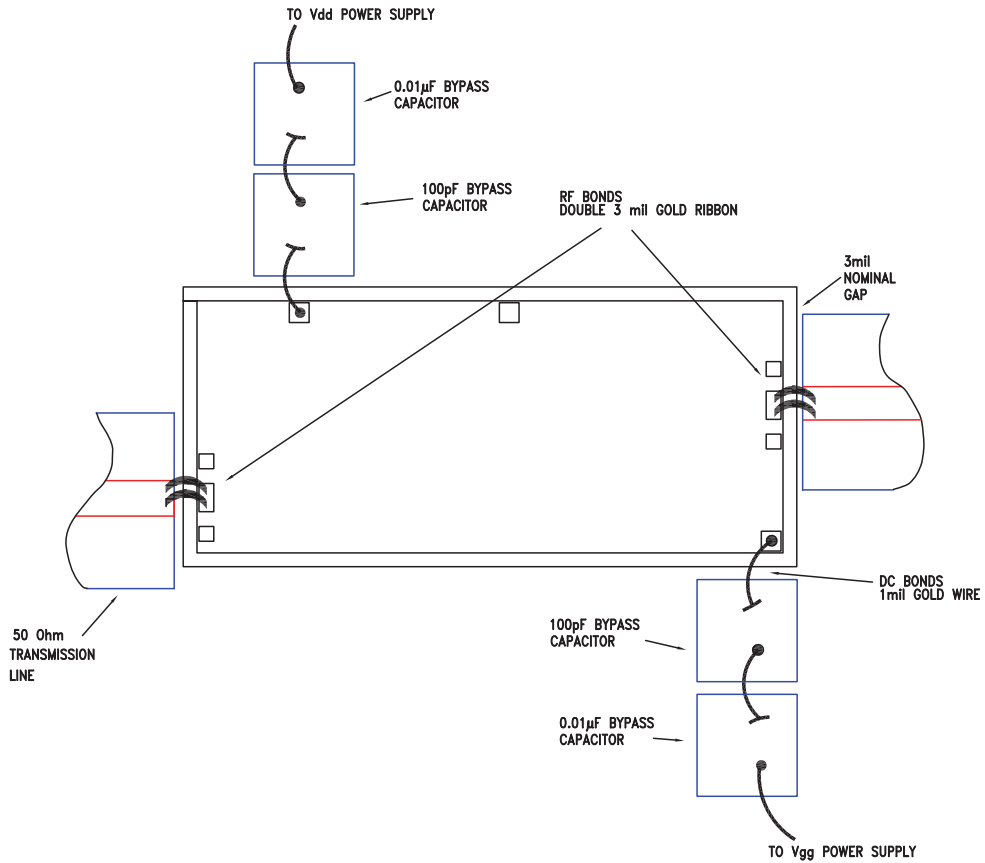 TO Vdd POWER SUPPLY
0.01μF BYPASS
CAPACITOR
100pF BYPASS
CAPACITOR
RF BONDS
DOUBLE 3 mil GOLD RIBBON
3mil
NOMINAL
GAP
50 Ohm
TRANSMISSION
LINE
DC BONDS
1mil GOLD WIRE
100pF BYPASS
CAPACITOR
0.01μF BYPASS
CAPACITOR
TO Vgg POWER SUPPLY